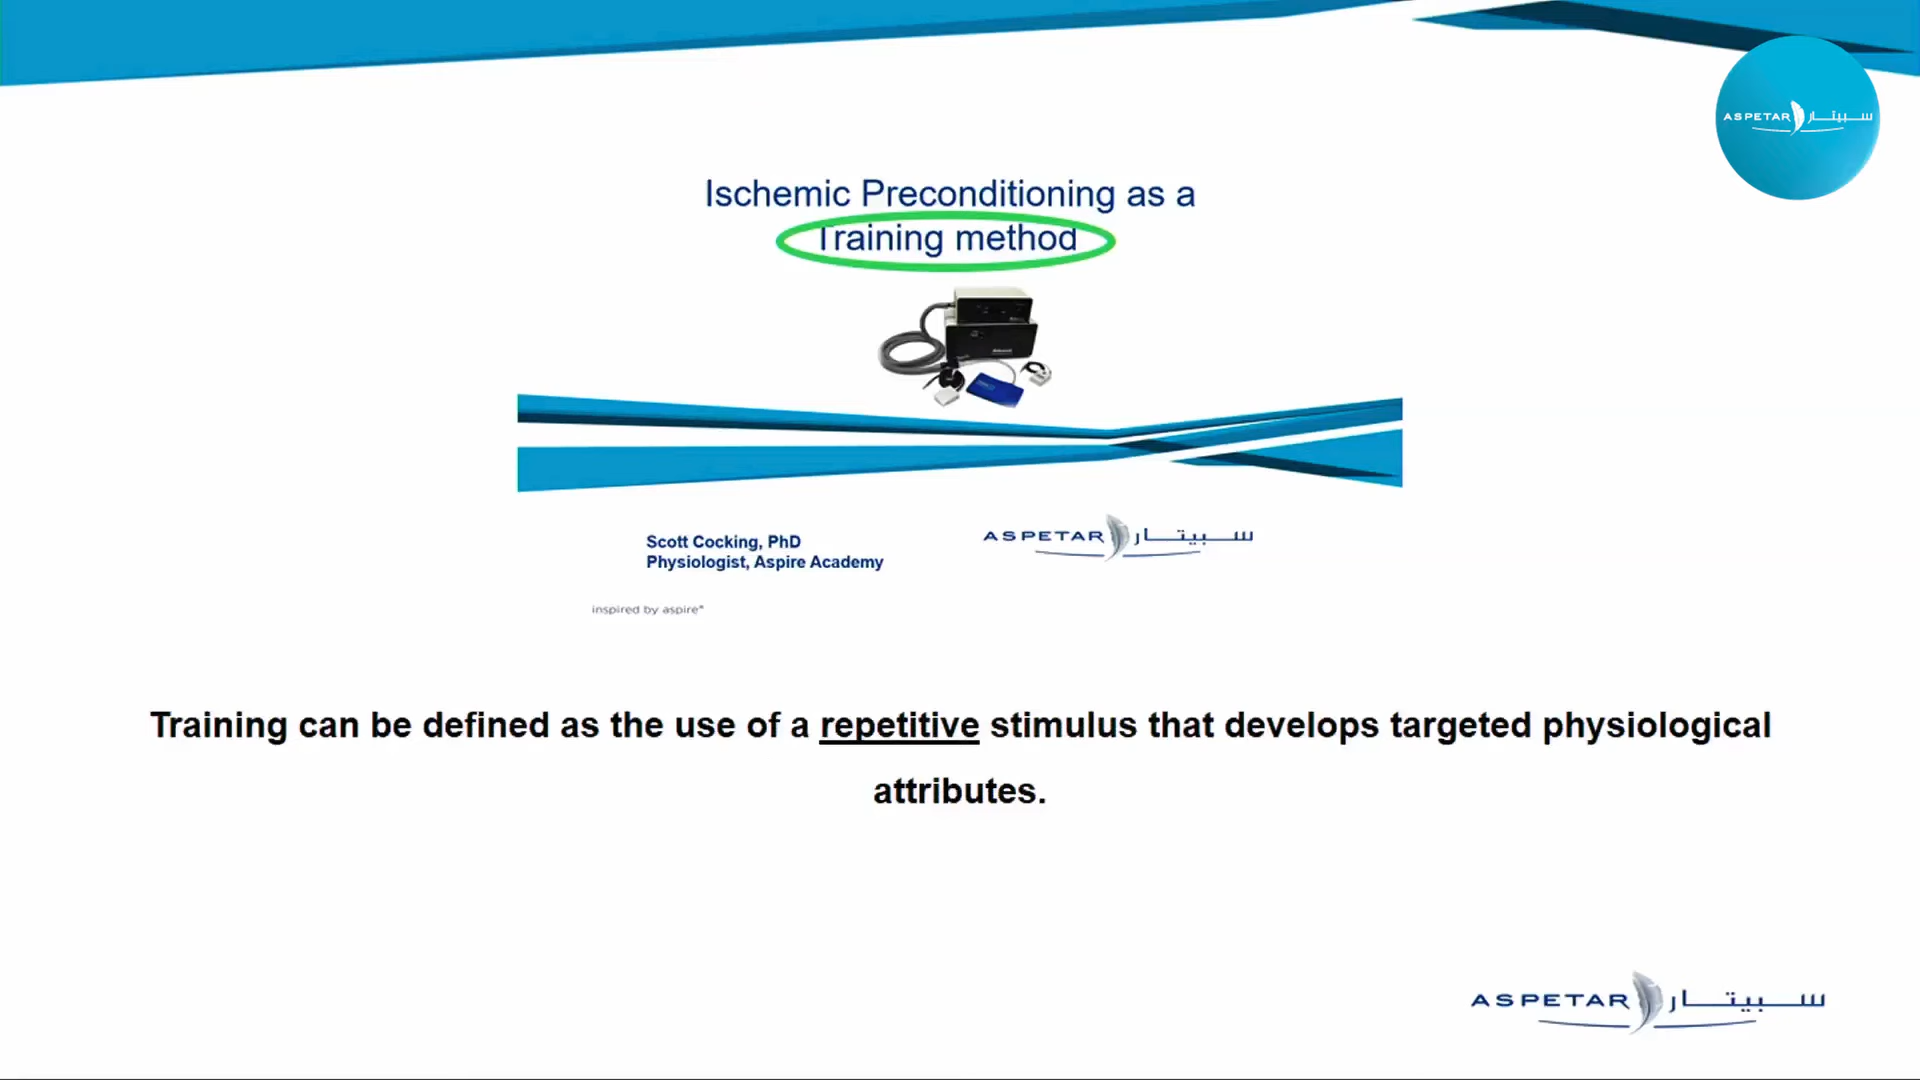 ASPETAR سبيتار
Ischemic Preconditioning as a
Training method
Scott Cocking, PhD
Physiologist, Aspire Academy
ASPETAR سبيتار
inspired by aspire*
Training can be defined as the use of a repetitive stimulus that develops targeted physiological
attributes.
ASPETAR سبيتار